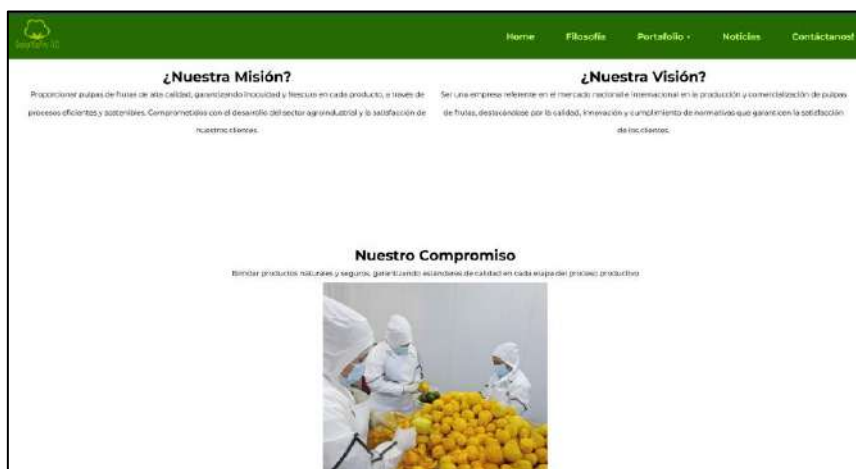 Home Filosofía Portafolio Noticias Contáctanos!
¿Nuestra Misión?
Proporcionar pulpas de frutas de alta calidad, garantizando inocuidad y frescura en cada producto, a través de
procesos eficientes y sostenibles. Comprometidos con el desarrollo del sector agroindustrial y la satisfacción de
nuestros clientes.
¿Nuestra Visión?
Ser una empresa referente en el mercado nacional e internacional en la producción y comercialización de pulpas
de frutas, destacándose por la calidad, innovación y cumplimiento de normativas que garanticen la satisfacción
de los clientes.
Nuestro Compromiso
Brindar productos naturales y seguros, garantizando estándares de calidad en cada etapa del proceso productivo